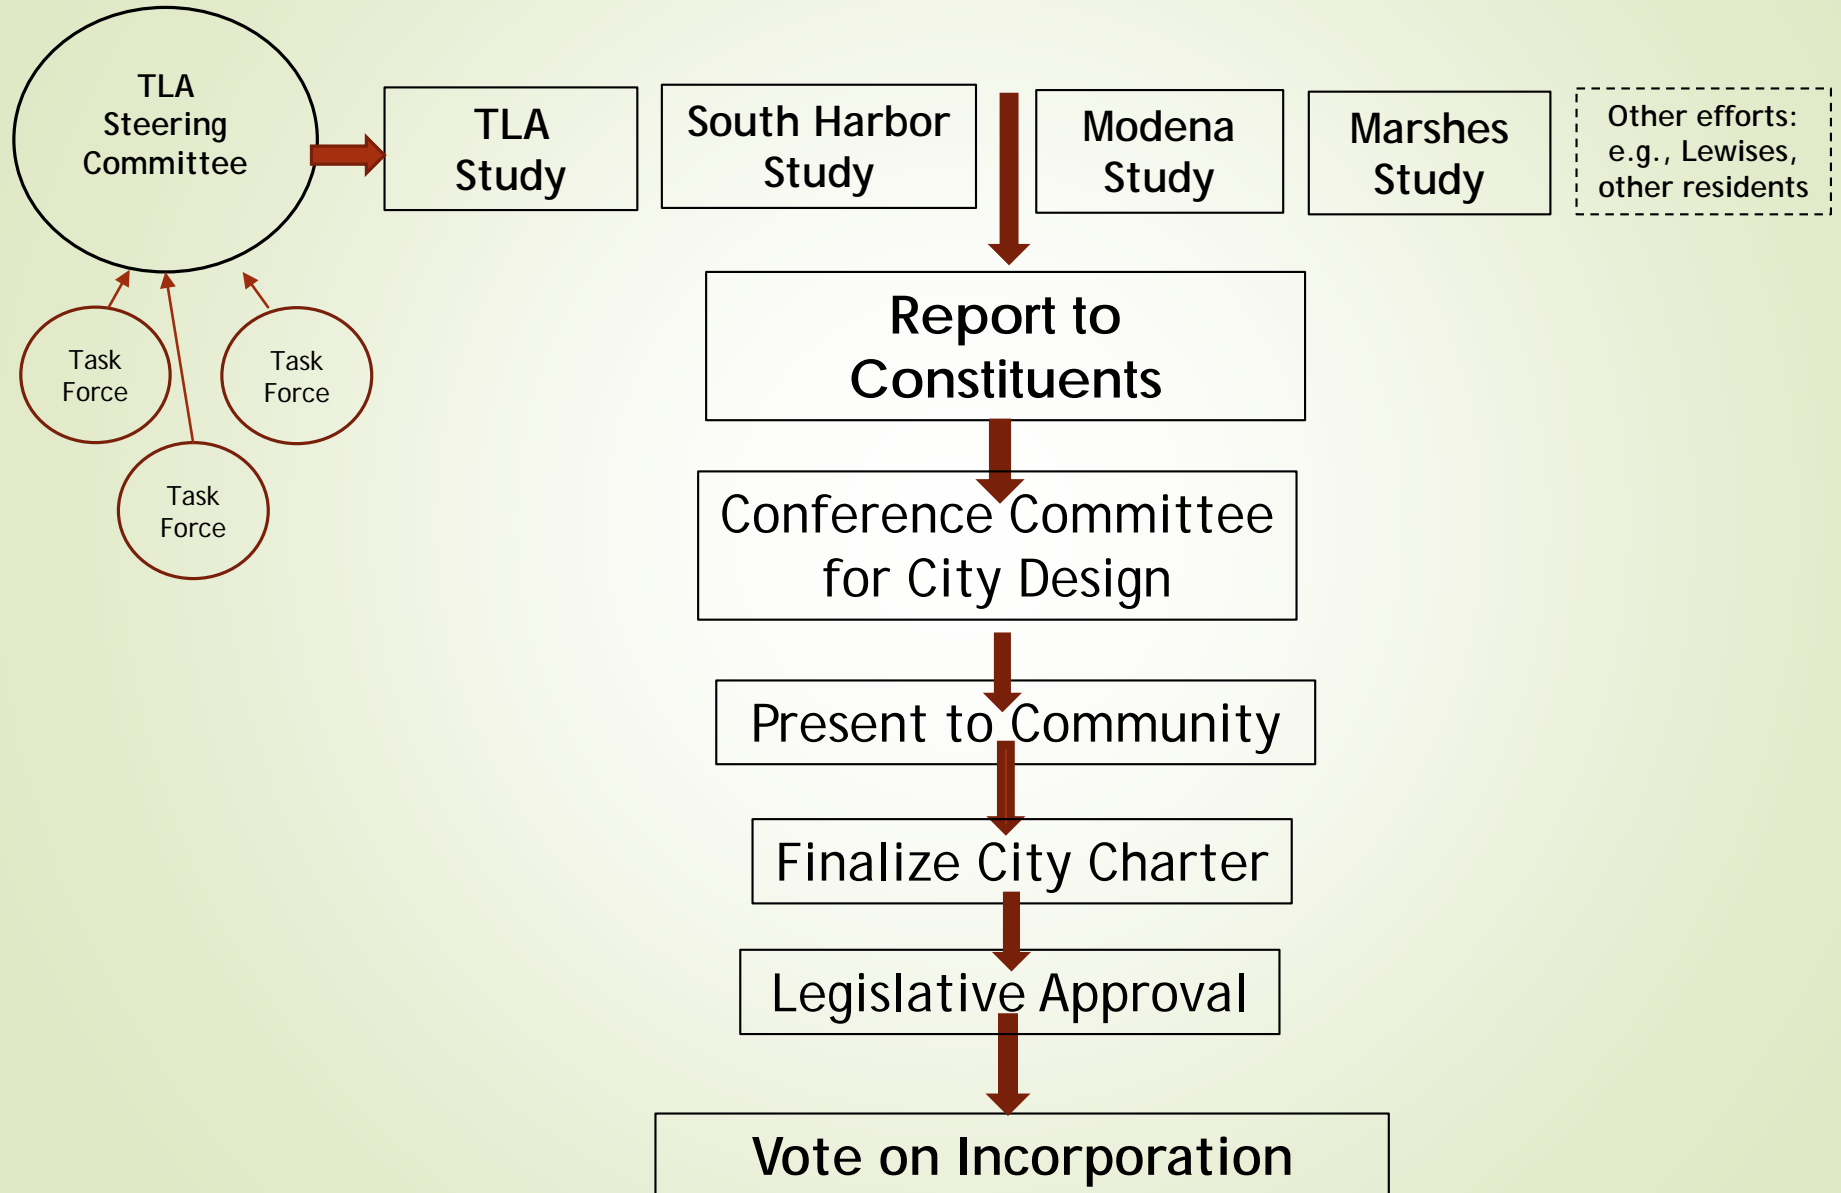 TLA
Steering
Committee
TLA
Study
South Harbor
Study
Modena
Study
Marshes
Study
Other efforts:
e.g., Lewises,
other residents
Task
Force
Task
Force
Task
Force
Report to
Constituents
Conference Committee
for City Design
Present to Community
Finalize City Charter
Legislative Approval
Vote on Incorporation